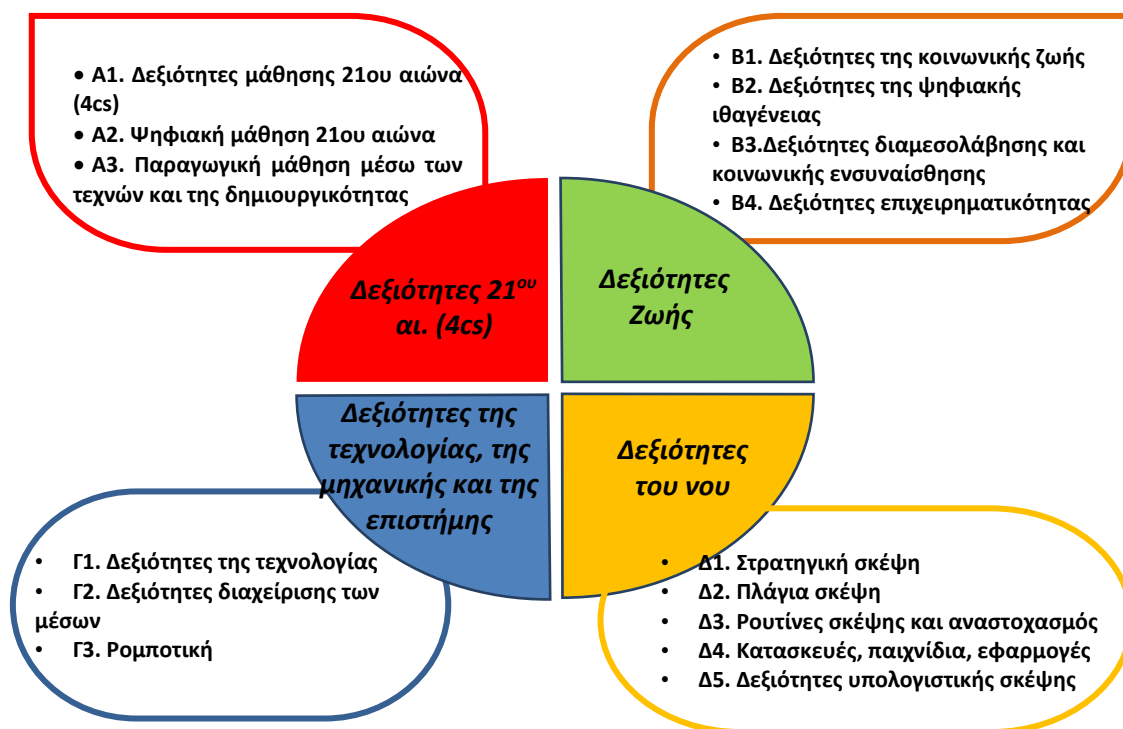 • Α1. Δεξιότητες μάθησης 21ου αιώνα
(4cs)
• Α2. Ψηφιακή μάθηση 21ου αιώνα
• Α3. Παραγωγική μάθηση μέσω των
τεχνών και της δημιουργικότητας
• Β1. Δεξιότητες της κοινωνικής ζωής
• Β2. Δεξιότητες της ψηφιακής
ιθαγένειας
• Β3.Δεξιότητες διαμεσολάβησης και
κοινωνικής ενσυναίσθησης
• Β4. Δεξιότητες επιχειρηματικότητας
Δεξιότητες 21ου
αι. (4cs)
Δεξιότητες
Ζωής
Δεξιότητες της
τεχνολογίας, της
μηχανικής και της
επιστήμης
Δεξιότητες
του νου
• Γ1. Δεξιότητες της τεχνολογίας
• Γ2. Δεξιότητες διαχείρισης των
μέσων
• Γ3. Ρομποτική
• Δ1. Στρατηγική σκέψη
• Δ2. Πλάγια σκέψη
• Δ3. Ρουτίνες σκέψης και αναστοχασμός
• Δ4. Κατασκευές, παιχνίδια, εφαρμογές
• Δ5. Δεξιότητες υπολογιστικής σκέψης